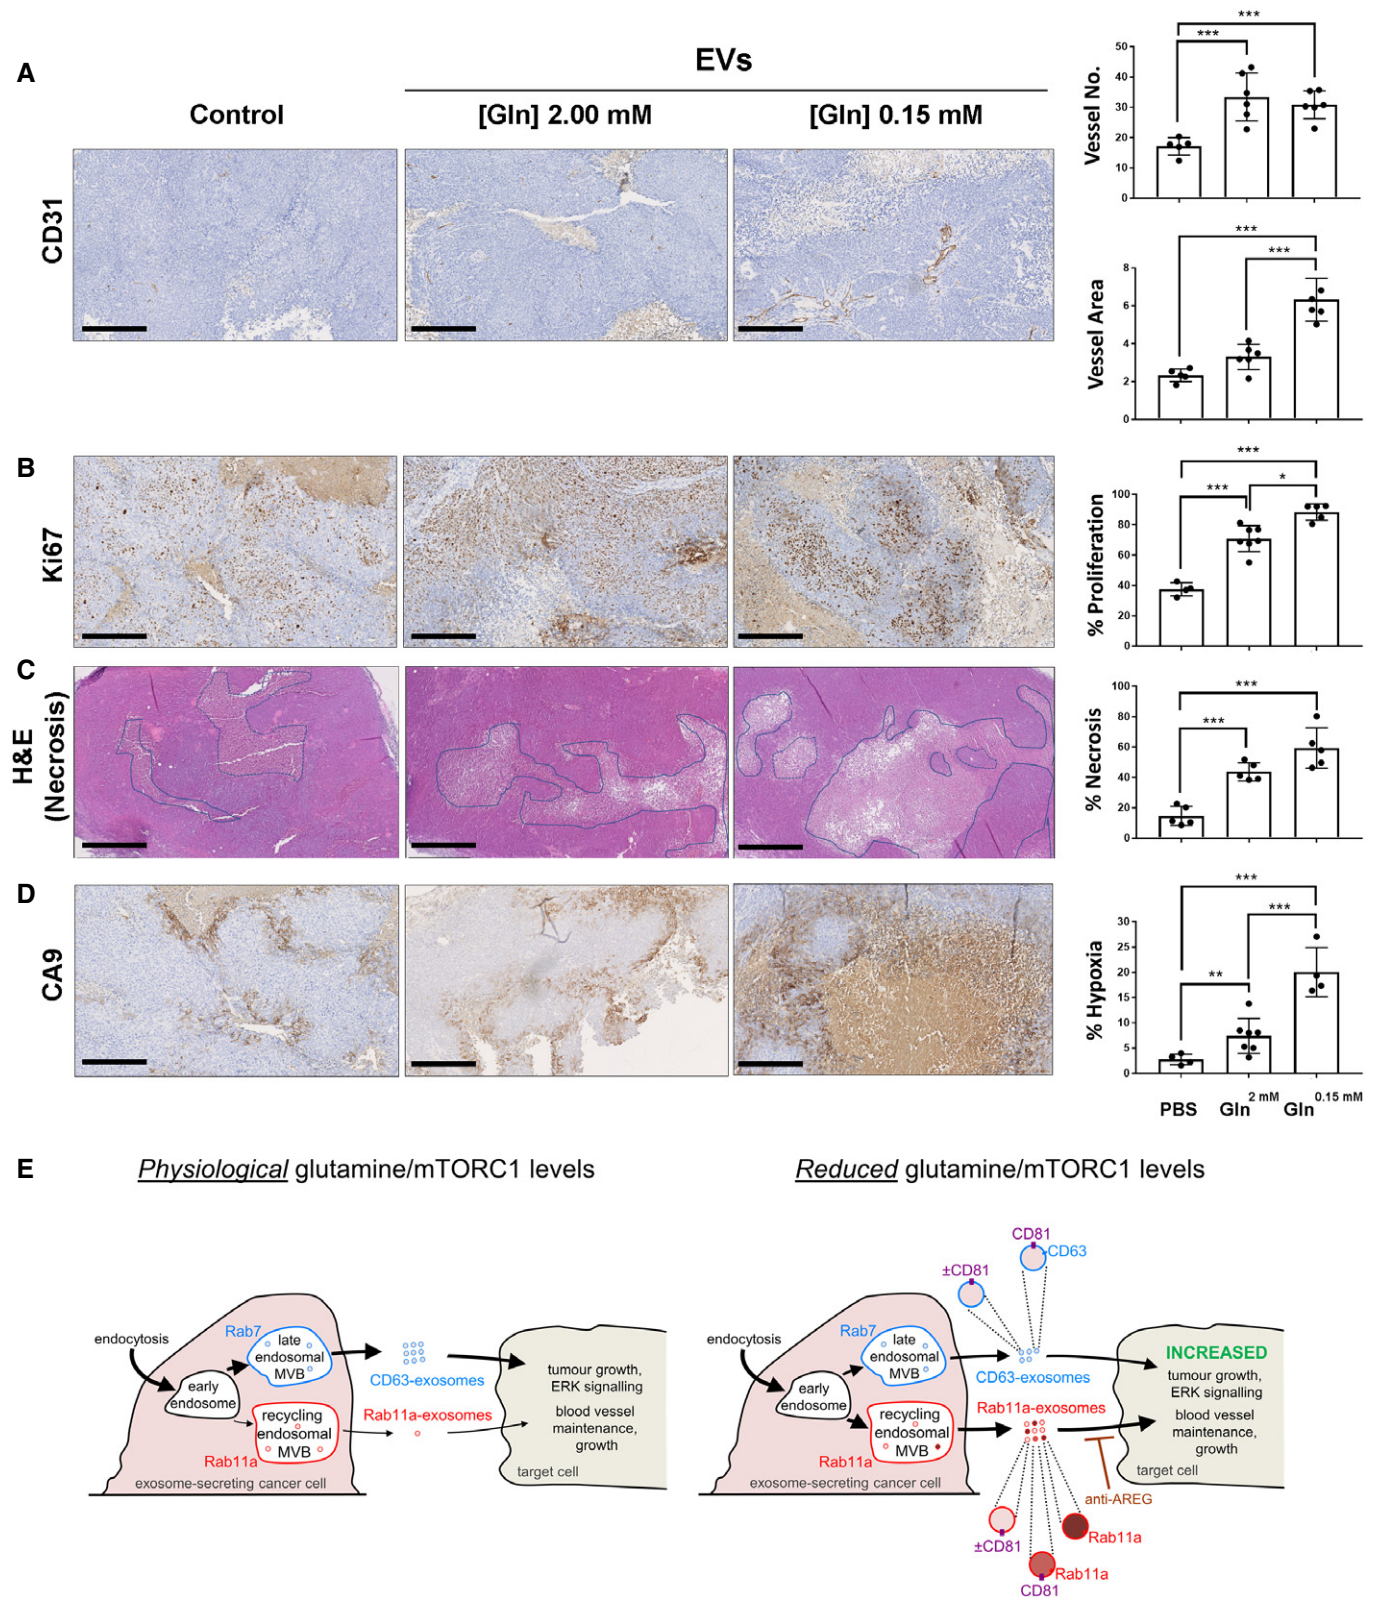 A
EVs
Control
[Gln] 2.00 mM
[Gln] 0.15 mM
CD31
***
***
Vessel No.
50
40
30
20
10
0
***
***
Vessel Area
8
6
4
2
0
B
Ki67
***
***
*
% Proliferation
100
80
60
40
20
0
C
H&E
(Necrosis)
***
***
% Necrosis
100
80
60
40
20
0
D
CA9
***
***
**
% Hypoxia
30
25
20
15
10
5
0
PBS
Gln 2 mM
Gln 0.15 mM
E
Physiological glutamine/mTORC1 levels
endocytosis
Rab7
late
endosomal
MVB
early
endosome
CD63-exosomes
recycling
endosomal
MVB
Rab11a-exosomes
Rab11a
exosome-secreting cancer cell
tumour growth,
ERK signalling
blood vessel
maintenance,
growth
target cell
Reduced glutamine/mTORC1 levels
CD81
CD63
±CD81
endocytosis
Rab7
late
endosomal
MVB
early
endosome
CD63-exosomes
recycling
endosomal
MVB
Rab11a-exosomes
Rab11a
exosome-secreting cancer cell
INCREASED
tumour growth,
ERK signalling
blood vessel
maintenance,
growth
target cell
anti-AREG
±CD81
Rab11a
Rab11a
CD81